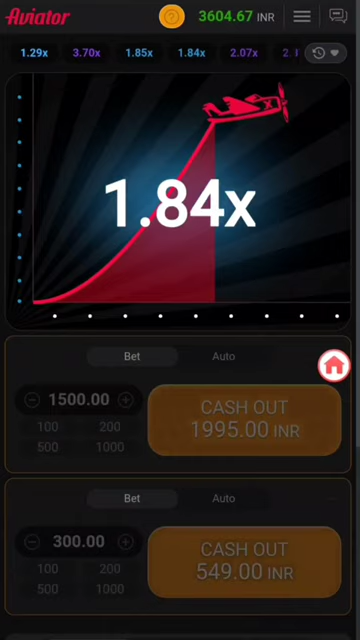 Aviator 3604.67 INR
1.29x 3.70x 1.85x 1.84x 2.07x
1.84x
Bet Auto
1500.00
100 200
500 1000
CASH OUT
1995.00 INR
Bet Auto
300.00
100 200
500 1000
CASH OUT
549.00 INR